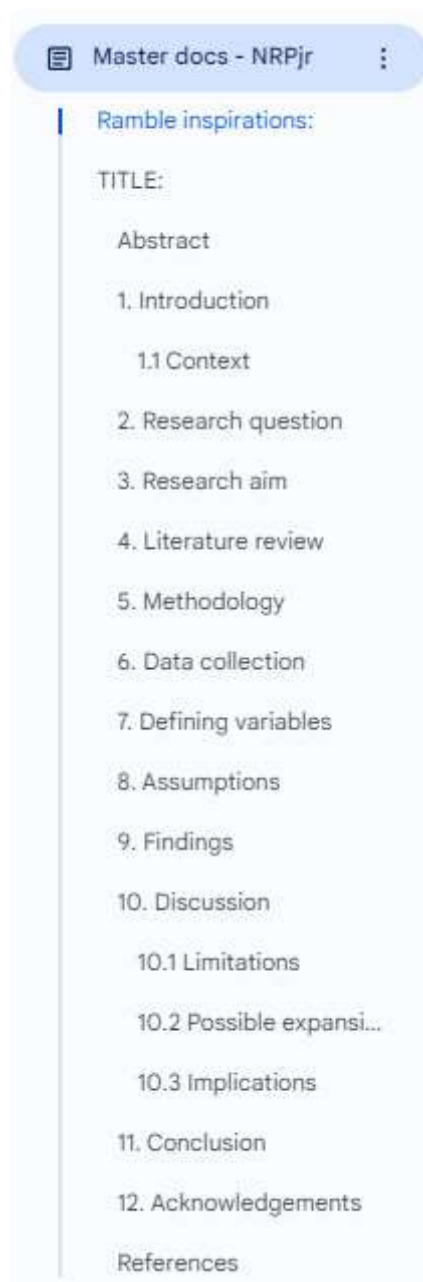 Master docs - NRPjr
Ramble inspirations:
TITLE:
Abstract
1. Introduction
1.1 Context
2. Research question
3. Research aim
4. Literature review
5. Methodology
6. Data collection
7. Defining variables
8. Assumptions
9. Findings
10. Discussion
10.1 Limitations
10.2 Possible expansi...
10.3 Implications
11. Conclusion
12. Acknowledgements
References